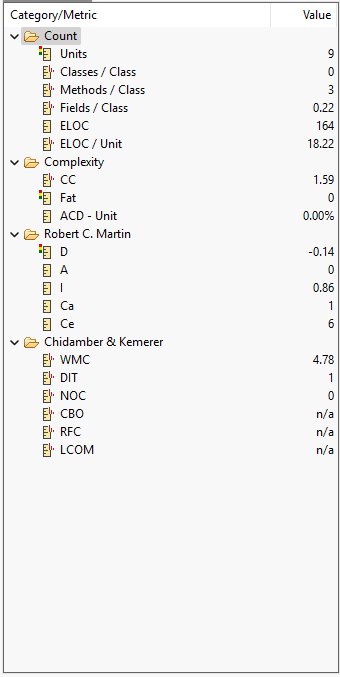 Category/Metric Value
Count
Units 9
Classes / Class 0
Methods / Class 3
Fields / Class 0.22
ELOC 164
ELOC / Unit 18.22
Complexity
CC 1.59
Fat 0
ACD - Unit 0.00%
Robert C. Martin
D -0.14
A 0
I 0.86
Ca 1
Ce 6
Chidamber & Kemerer
WMC 4.78
DIT 1
NOC 0
CBO n/a
RFC n/a
LCOM n/a